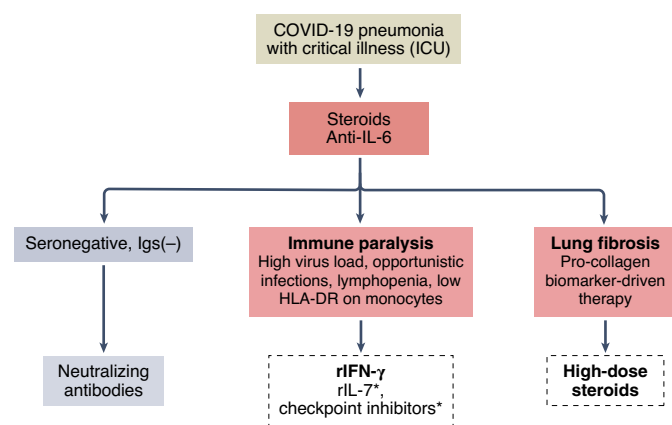 COVID-19 pneumonia
with critical illness (ICU)
Steroids
Anti-IL-6
Seronegative, Igs(–)
Immune paralysis
High virus load, opportunistic
infections, lymphopenia, low
HLA-DR on monocytes
Lung fibrosis
Pro-collagen
biomarker-driven
therapy
Neutralizing
antibodies
rIFN-γ
rIL-7*,
checkpoint inhibitors*
High-dose
steroids